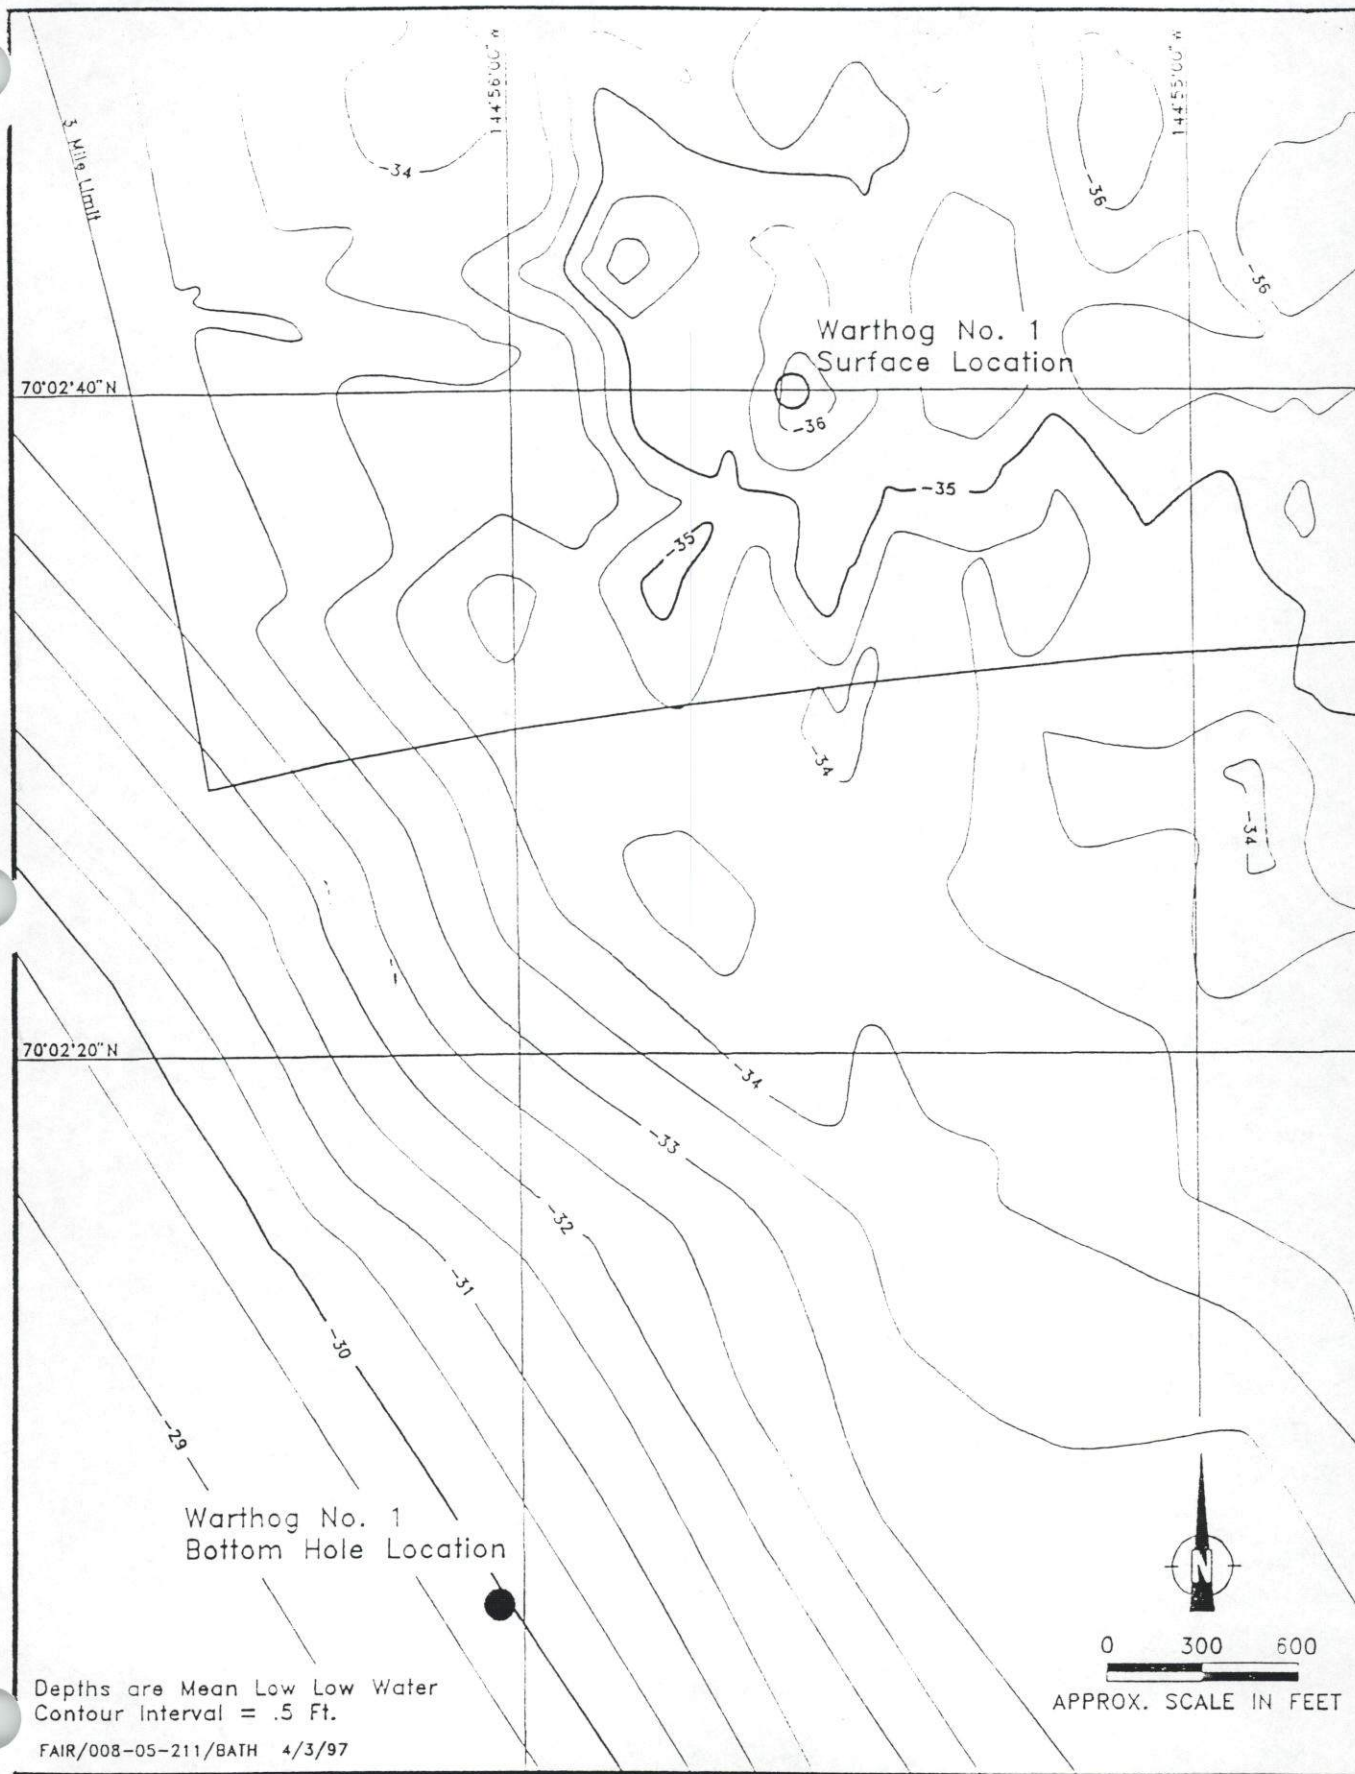 144°56'00" W
144°55'00" W
3 Mile Limit
-34
-36
-36
Warthog No. 1
Surface Location
70°02'40"N
-36
-35
-35
-34
-34
70°02'20"N
-34
-33
-32
-31
-30
-29
Warthog No. 1
Bottom Hole Location
N
0 300 600
APPROX. SCALE IN FEET
Depths are Mean Low Low Water
Contour Interval = .5 Ft.
FAIR/008-05-211/BATH 4/3/97